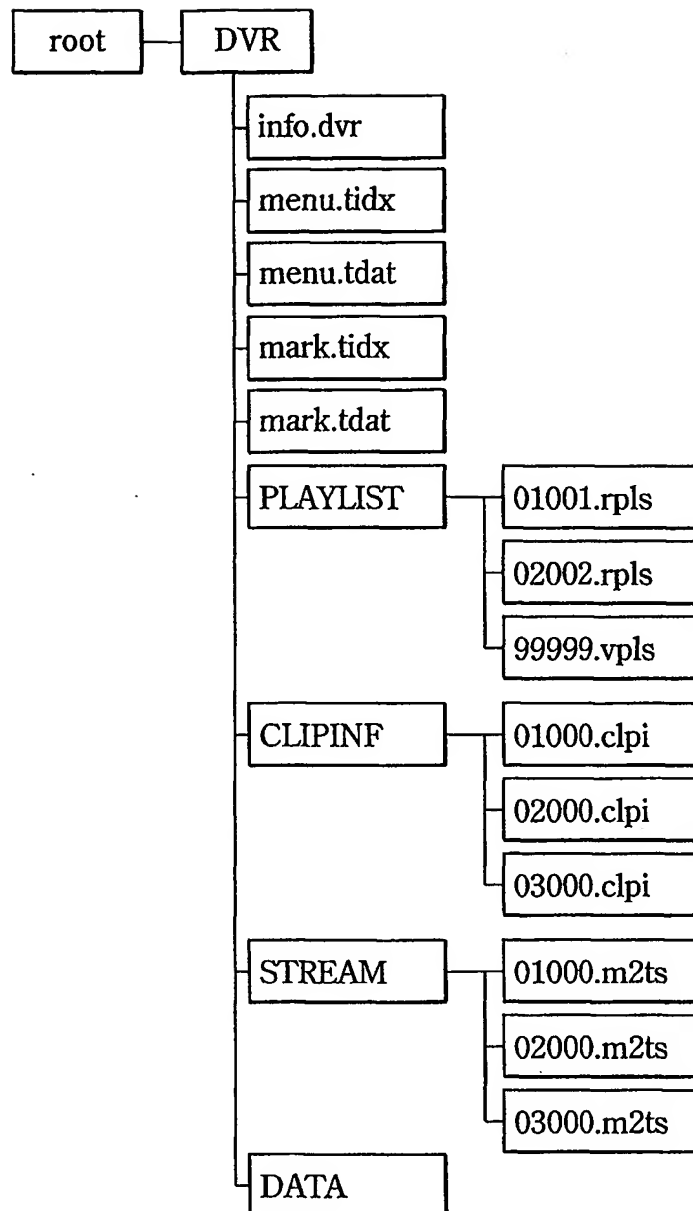 root DVR
info.dvr
menu.tidx
menu.tdat
mark.tidx
mark.tdat
PLAYLIST 01001.rpls
02002.rpls
99999.vpls
CLIPINF 01000.clpi
02000.clpi
03000.clpi
STREAM 01000.m2ts
02000.m2ts
03000.m2ts
DATA